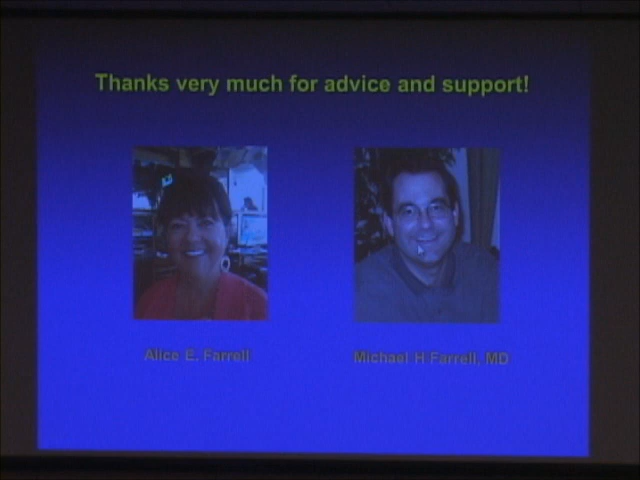 Thanks very much for advice and support!
Alice E. Farrell
Michael H Farrell, MD